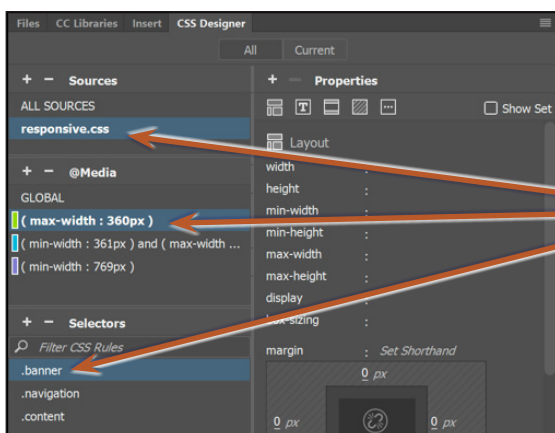 Files CC Libraries Insert CSS Designer
All Current
+ - Sources
ALL SOURCES
responsive.css
+ - @Media
GLOBAL
( max-width : 360px )
( min-width : 361px ) and ( max-width ...
( min-width : 769px )
+ - Selectors
Filter CSS Rules
.banner
.navigation
.content
+ - Properties
T Show Set
Layout
width :
height :
min-width :
min-height :
max-width :
max-height :
display :
box-sizing :
margin : Set Shorthand
0 px
0 px 0 px